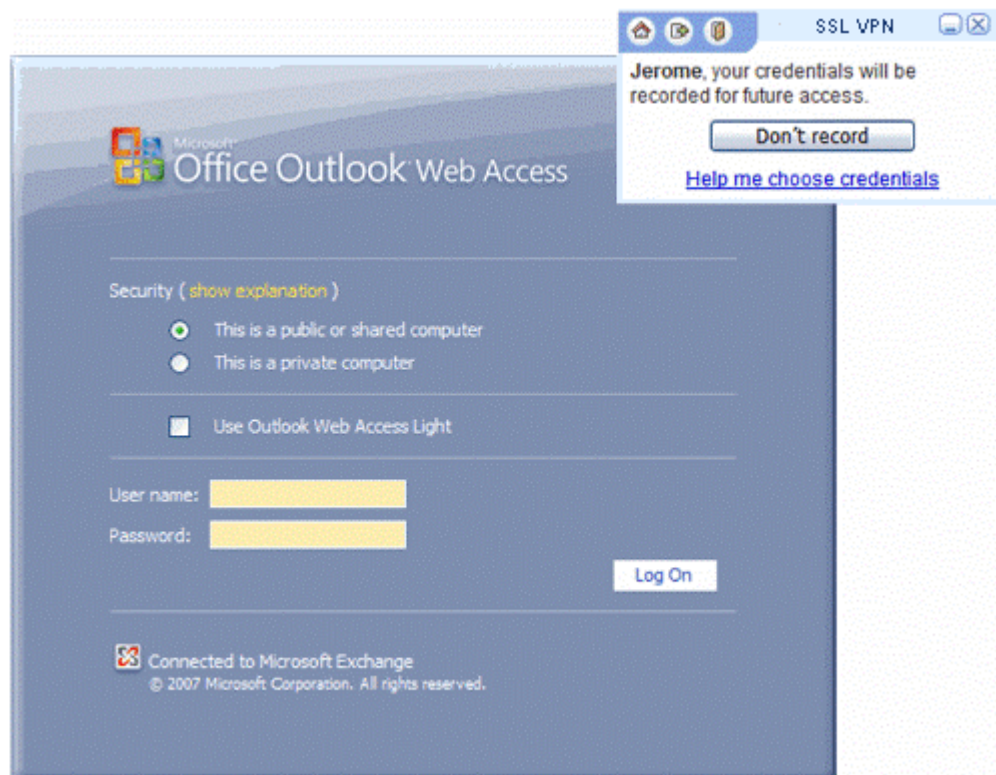 SSL VPN
Jerome, your credentials will be
recorded for future access.
Don't record
Help me choose credentials
Microsoft
Office Outlook Web Access
Security ( show explanation )
This is a public or shared computer
This is a private computer
Use Outlook Web Access Light
User name:
Password:
Log On
Connected to Microsoft Exchange
© 2007 Microsoft Corporation. All rights reserved.